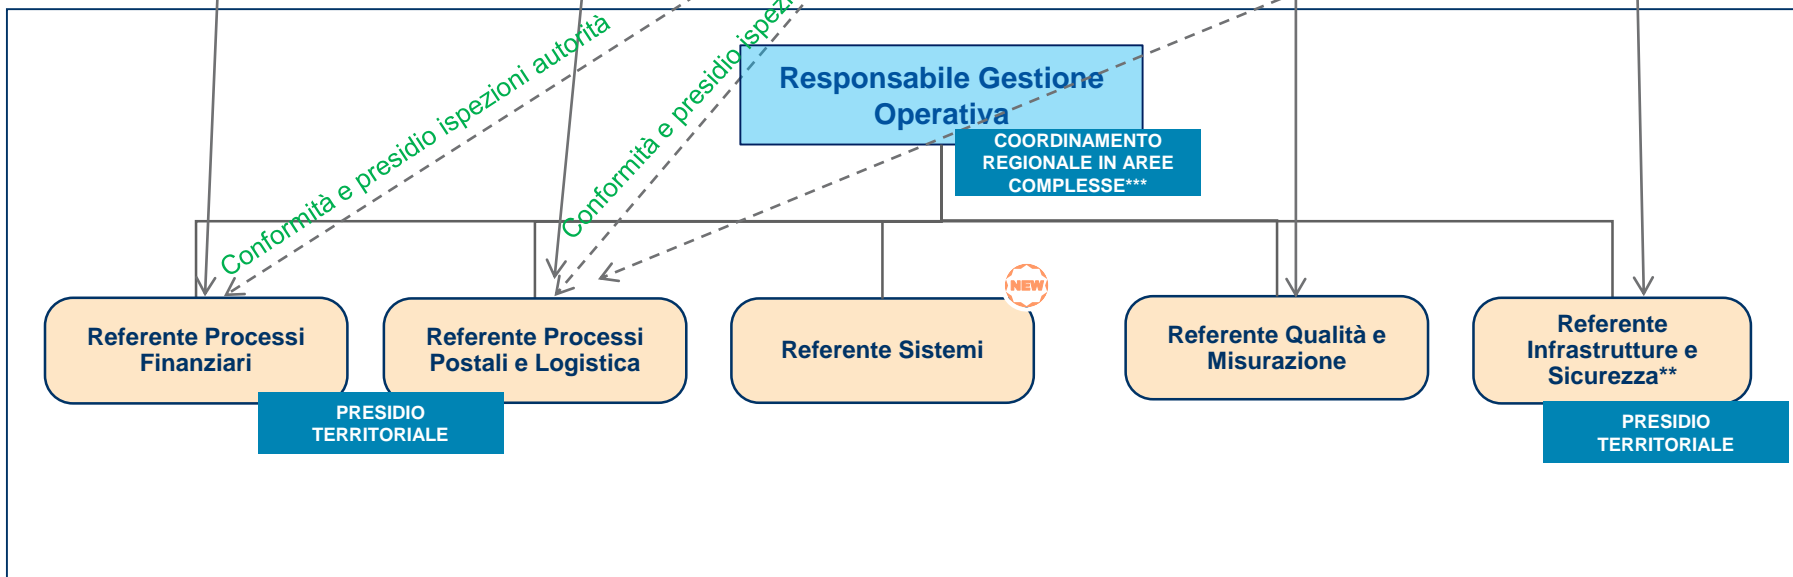 Conformità e presidio ispezioni autorità
Conformità e presidio
Responsabile Gestione
Operativa
COORDINAMENTO
REGIONALE IN AREE
COMPLESSE***
NEW
Referente Processi
Finanziari
PRESIDIO
TERRITORIALE
Referente Processi
Postali e Logistica
Referente Sistemi
Referente Qualità e
Misurazione
Referente
Infrastrutture e
Sicurezza**
PRESIDIO
TERRITORIALE